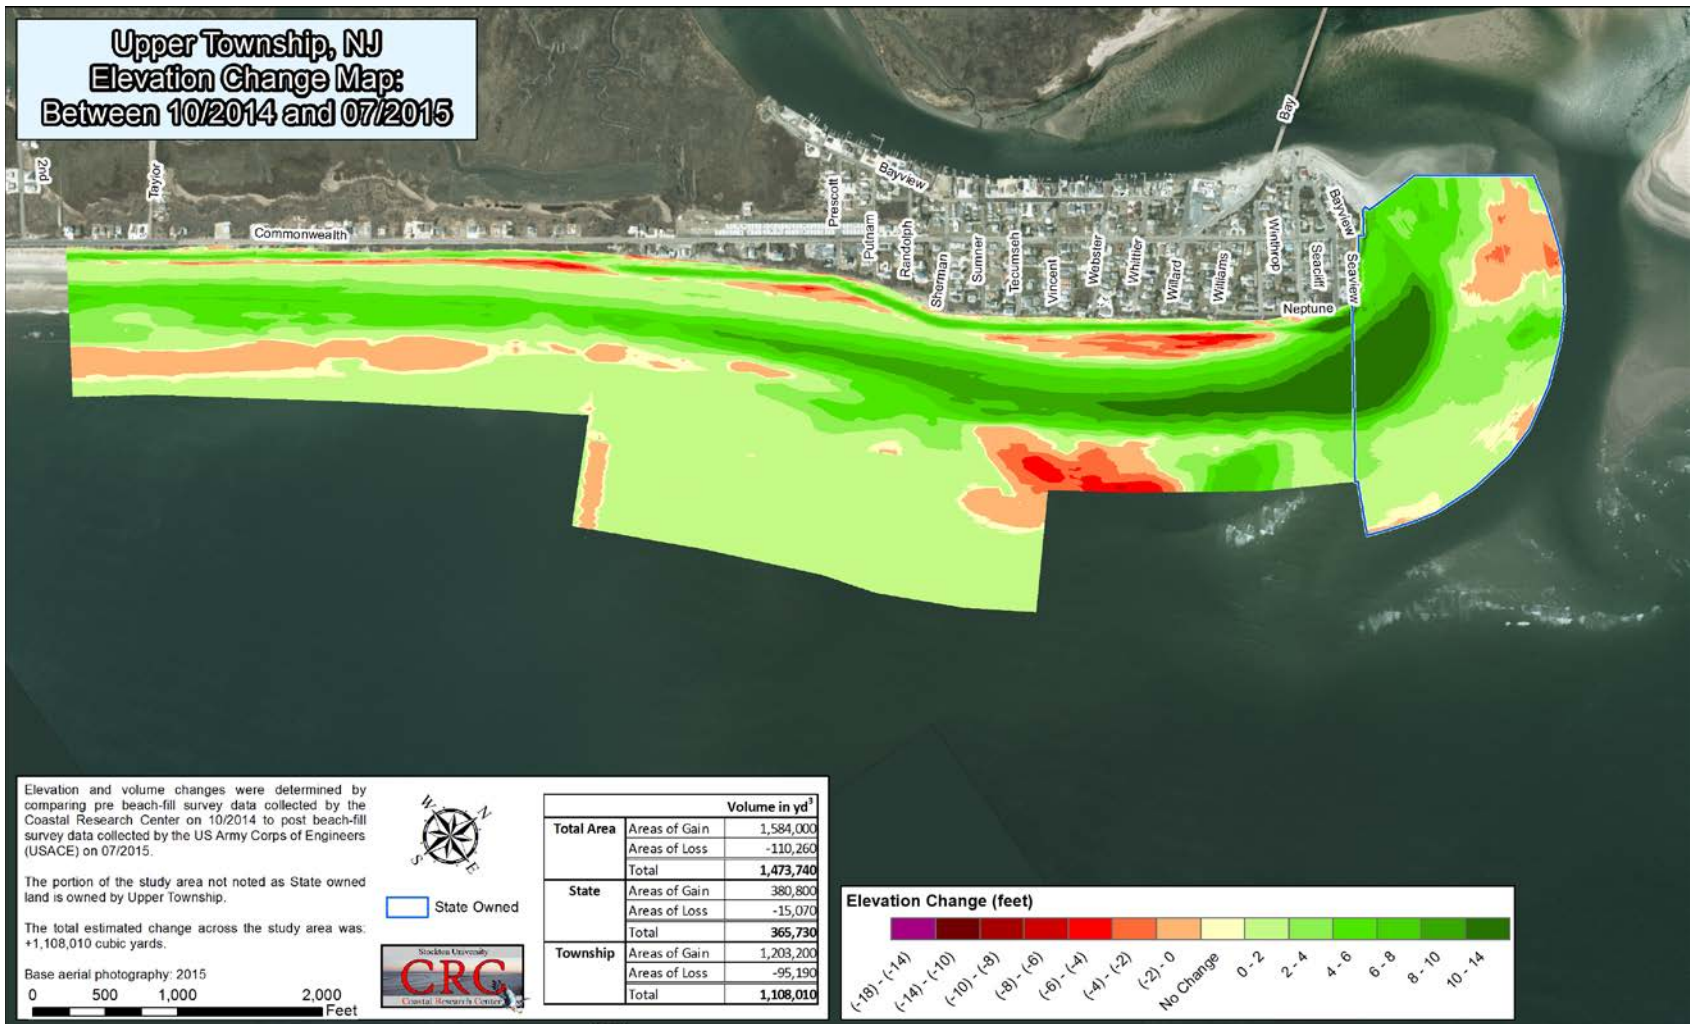 Upper Township, NJ
Elevation Change Map:
Between 10/2014 and 07/2015
2nd
Taylor
Commonwealth
Prescott
Bayview
Putnam
Randolph
Sherman
Sumner
Tecumseh
Vincent
Webster
Whittier
Willard
Williams
Bay
Winthrop
Seacliff
Bayview
Seaview
Neptune
Elevation and volume changes were determined by
comparing pre beach-fill survey data collected by the
Coastal Research Center on 10/2014 to post beach-fill
survey data collected by the US Army Corps of Engineers
(USACE) on 07/2015.
The portion of the study area not noted as State owned
land is owned by Upper Township.
The total estimated change across the study area was:
+1,108,010 cubic yards.
Base aerial photography: 2015
0 500 1,000 2,000
Feet
W N
S E
State Owned
Stockton University
CRC
Coastal Research Center
Volume in yd³
Total Area Areas of Gain 1,584,000
Areas of Loss -110,260
Total 1,473,740
State Areas of Gain 380,800
Areas of Loss -15,070
Total 365,730
Township Areas of Gain 1,203,200
Areas of Loss -95,190
Total 1,108,010
Elevation Change (feet)
(-18) - (-14)
(-14) - (-10)
(-10) - (-8)
(-8) - (-6)
(-6) - (-4)
(-4) - (-2)
(-2) - 0
No Change
0 - 2
2 - 4
4 - 6
6 - 8
8 - 10
10 - 14